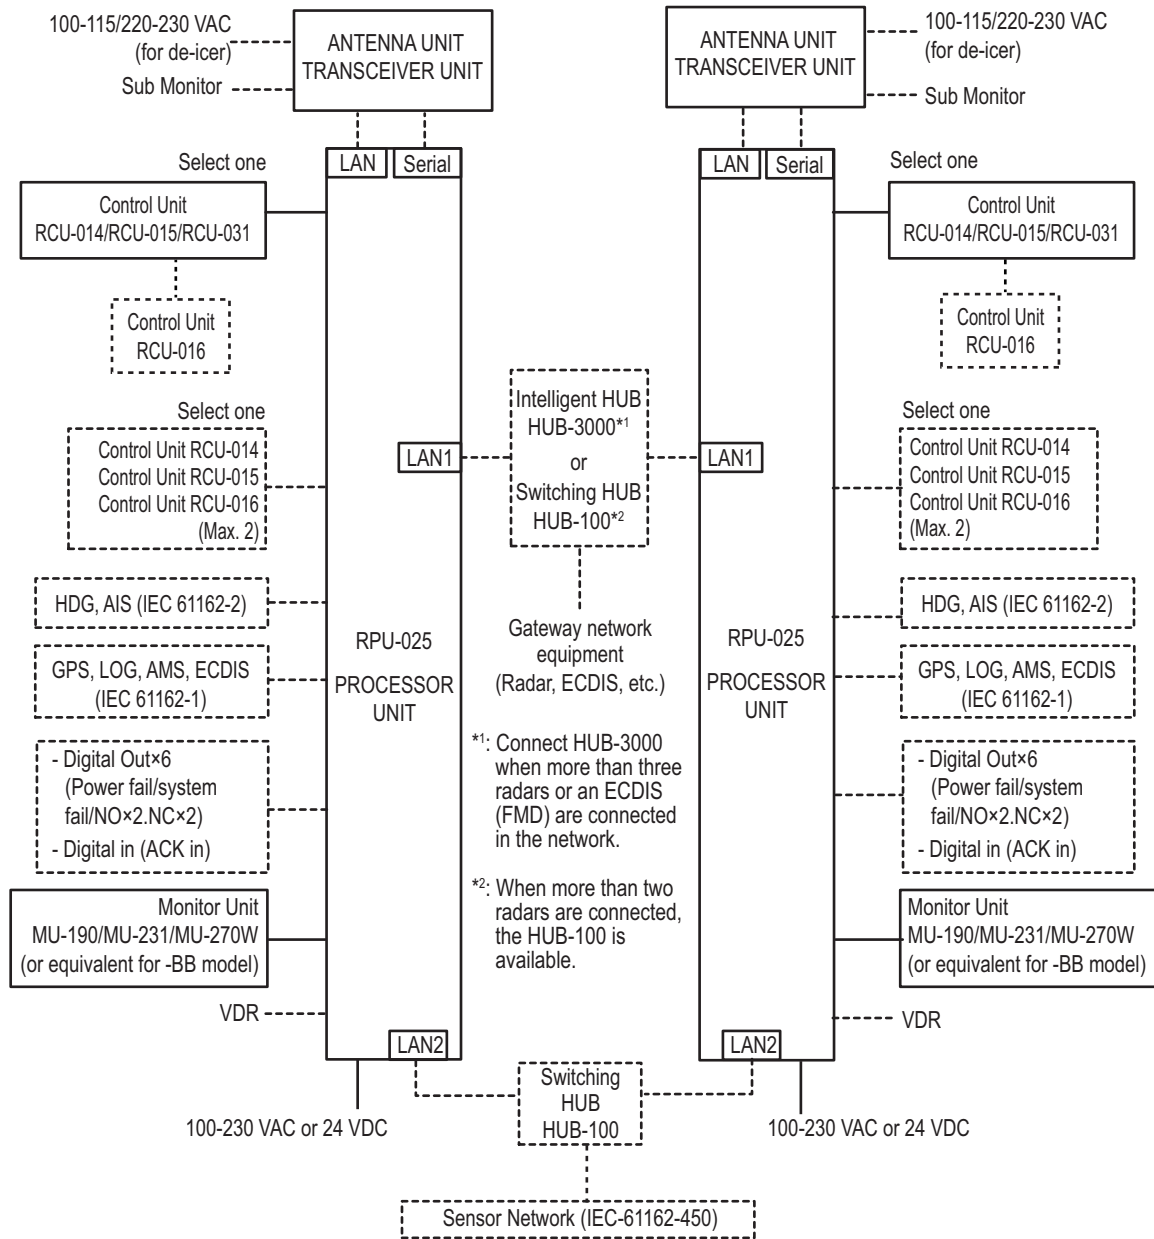 100-115/220-230 VAC
(for de-icer)
Sub Monitor
ANTENNA UNIT
TRANSCEIVER UNIT
LAN
Serial
Select one
Control Unit
RCU-014/RCU-015/RCU-031
Control Unit
RCU-016
Select one
Control Unit RCU-014
Control Unit RCU-015
Control Unit RCU-016
(Max. 2)
HDG, AIS (IEC 61162-2)
GPS, LOG, AMS, ECDIS
(IEC 61162-1)
- Digital Out×6
(Power fail/system
fail/NO×2.NC×2)
- Digital in (ACK in)
Monitor Unit
MU-190/MU-231/MU-270W
(or equivalent for -BB model)
VDR
LAN1
RPU-025
PROCESSOR
UNIT
LAN2
100-230 VAC or 24 VDC
Intelligent HUB
HUB-3000*1
or
Switching HUB
HUB-100*2
Gateway network
equipment
(Radar, ECDIS, etc.)
*1: Connect HUB-3000
when more than three
radars or an ECDIS
(FMD) are connected
in the network.
*2: When more than two
radars are connected,
the HUB-100 is
available.
Switching
HUB
HUB-100
Sensor Network (IEC-61162-450)
ANTENNA UNIT
TRANSCEIVER UNIT
100-115/220-230 VAC
(for de-icer)
Sub Monitor
LAN
Serial
Select one
Control Unit
RCU-014/RCU-015/RCU-031
Control Unit
RCU-016
LAN1
Select one
Control Unit RCU-014
Control Unit RCU-015
Control Unit RCU-016
(Max. 2)
RPU-025
PROCESSOR
UNIT
HDG, AIS (IEC 61162-2)
GPS, LOG, AMS, ECDIS
(IEC 61162-1)
- Digital Out×6
(Power fail/system
fail/NO×2.NC×2)
- Digital in (ACK in)
Monitor Unit
MU-190/MU-231/MU-270W
(or equivalent for -BB model)
VDR
LAN2
100-230 VAC or 24 VDC